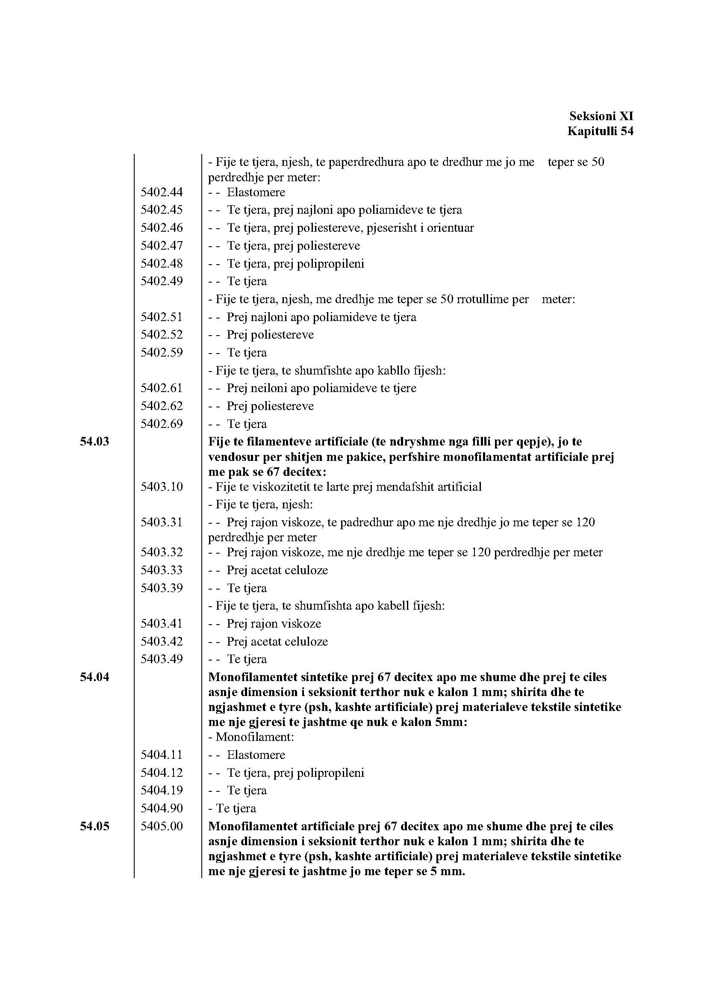 Seksioni XI
Kapitulli 54
- Fije te tjera, njesh, te paperdredhura apo te dredhur me jo me teper se 50
perdredhje per meter:
5402.44 - - Elastomere
5402.45 - - Te tjera, prej najloni apo poliamideve te tjera
5402.46 - - Te tjera, prej poliestereve, pjeserisht i orientuar
5402.47 - - Te tjera, prej poliestereve
5402.48 - - Te tjera, prej polipropileni
5402.49 - - Te tjera
- Fije te tjera, njesh, me dredhje me teper se 50 rrotullime per meter:
5402.51 - - Prej najloni apo poliamideve te tjera
5402.52 - - Prej poliestereve
5402.59 - - Te tjera
- Fije te tjera, te shumfishte apo kabllo fijesh:
5402.61 - - Prej neiloni apo poliamideve te tjere
5402.62 - - Prej poliestereve
5402.69 - - Te tjera
54.03 Fije te filamenteve artificiale (te ndryshme nga filli per qepje), jo te
vendosur per shitjen me pakice, perfshire monofilamentat artificiale prej
me pak se 67 decitex:
5403.10 - Fije te viskozitetit te larte prej mendafshit artificial
- Fije te tjera, njesh:
5403.31 - - Prej rajon viskoze, te padredhur apo me nje dredhje jo me teper se 120
perdredhje per meter
5403.32 - - Prej rajon viskoze, me nje dredhje me teper se 120 perdredhje per meter
5403.33 - - Prej acetat celuloze
5403.39 - - Te tjera
- Fije te tjera, te shumfishta apo kabell fijesh:
5403.41 - - Prej rajon viskoze
5403.42 - - Prej acetat celuloze
5403.49 - - Te tjera
54.04 Monofilamentet sintetike prej 67 decitex apo me shume dhe prej te ciles
asnje dimension i seksionit terthor nuk e kalon 1 mm; shirita dhe te
ngjashmet e tyre (psh, kashte artificiale) prej materialeve tekstile sintetike
me nje gjeresi te jashtme qe nuk e kalon 5mm:
- Monofilament:
5404.11 - - Elastomere
5404.12 - - Te tjera, prej polipropileni
5404.19 - - Te tjera
5404.90 - Te tjera
54.05 5405.00 Monofilamentet artificiale prej 67 decitex apo me shume dhe prej te ciles
asnje dimension i seksionit terthor nuk e kalon 1 mm; shirita dhe te
ngjashmet e tyre (psh, kashte artificiale) prej materialeve tekstile sintetike
me nje gjeresi te jashtme jo me teper se 5 mm.